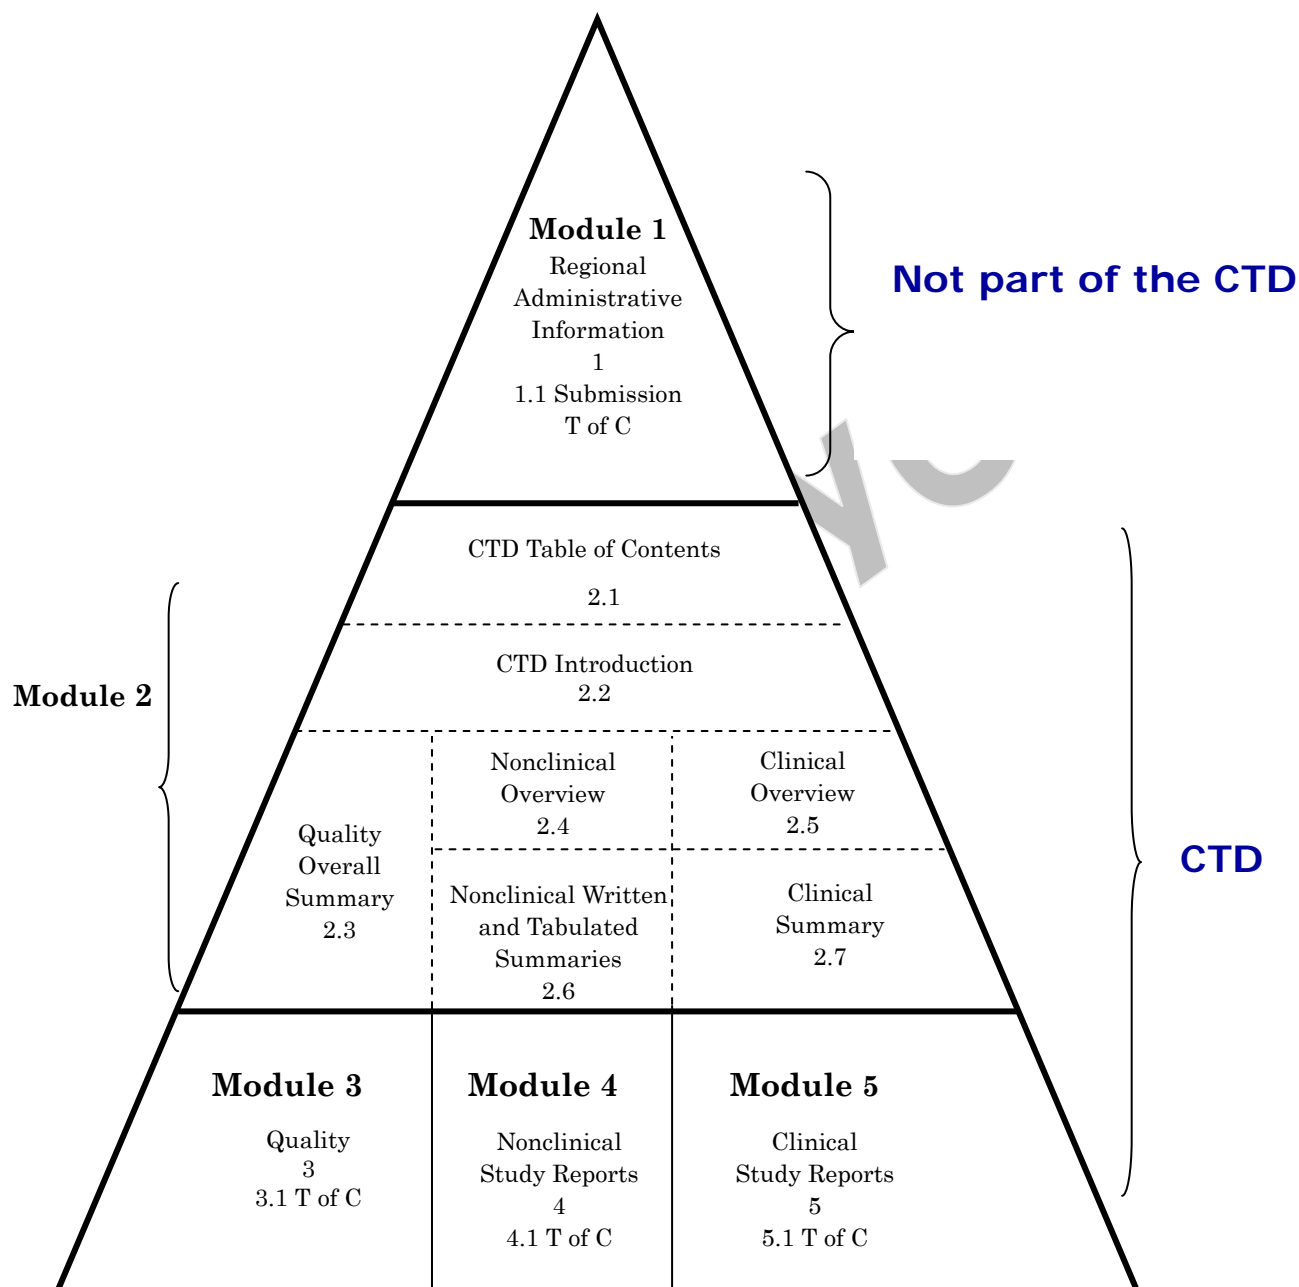 Module 1
Regional
Administrative
Information
1
1.1 Submission
T of C
Not part of the CTD
CTD Table of Contents
2.1
CTD Introduction
2.2
Module 2
Nonclinical
Overview
2.4
Clinical
Overview
2.5
Quality
Overall
Summary
2.3
Nonclinical Written
and Tabulated
Summaries
2.6
Clinical
Summary
2.7
CTD
Module 3
Quality
3
3.1 T of C
Module 4
Nonclinical
Study Reports
4
4.1 T of C
Module 5
Clinical
Study Reports
5
5.1 T of C